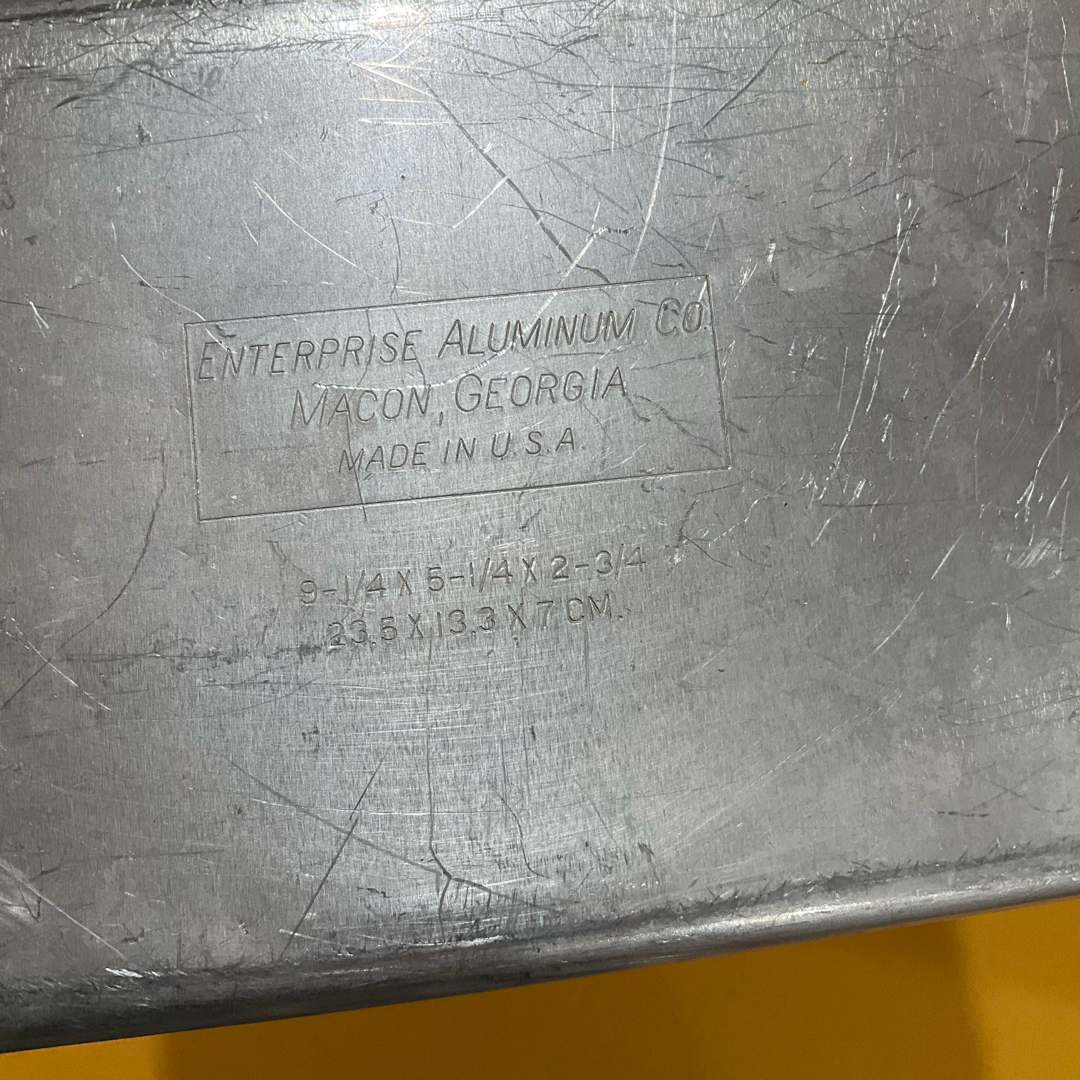 ENTERPRISE ALUMINUM CO.
MACON, GEORGIA
MADE IN U.S.A.
9-1/4 X 5-1/4 X 2-3/4
23.5 X 13.3 X 7 CM.